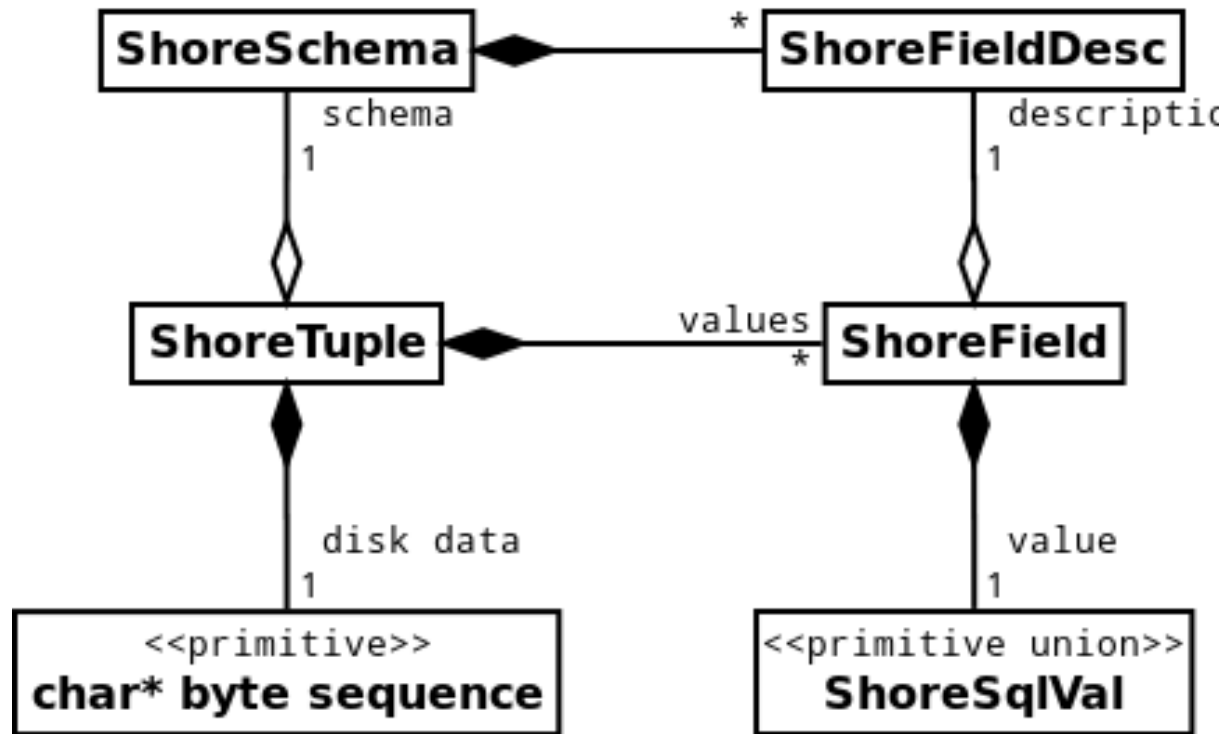 ShoreSchema
*
ShoreFieldDesc
schema
1
descriptio
1
ShoreTuple
values
*
ShoreField
disk data
1
value
1
<<primitive>>
char* byte sequence
<<primitive union>>
ShoreSqlVal